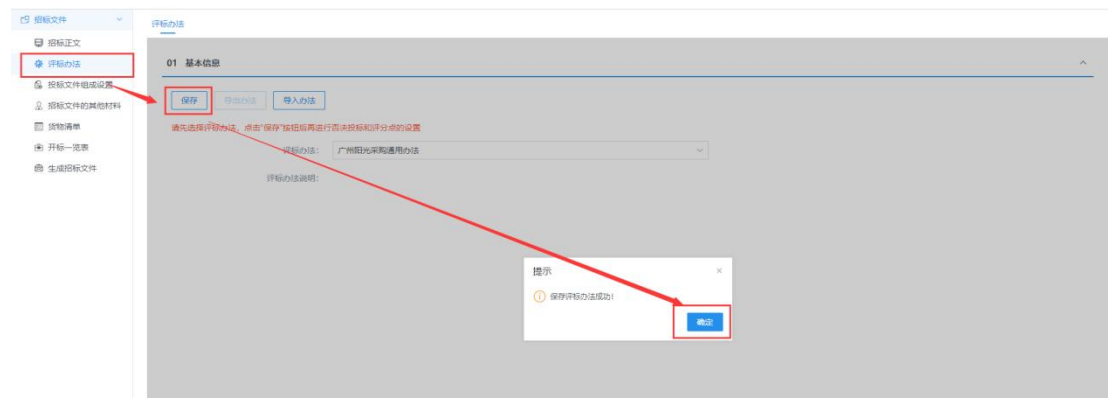 招标文件
招标正文
评标办法
投标文件组成设置
招标文件的其他材料
货物清单
开标一览表
生成招标文件
评标办法
01 基本信息
保存 导出办法 导入办法
请先选择评标办法，点击"保存"按钮后再进行否决投标和评分点的设置
评标办法： 广州阳光采购通用办法
评标办法说明：
提示
保存评标办法成功！
确定